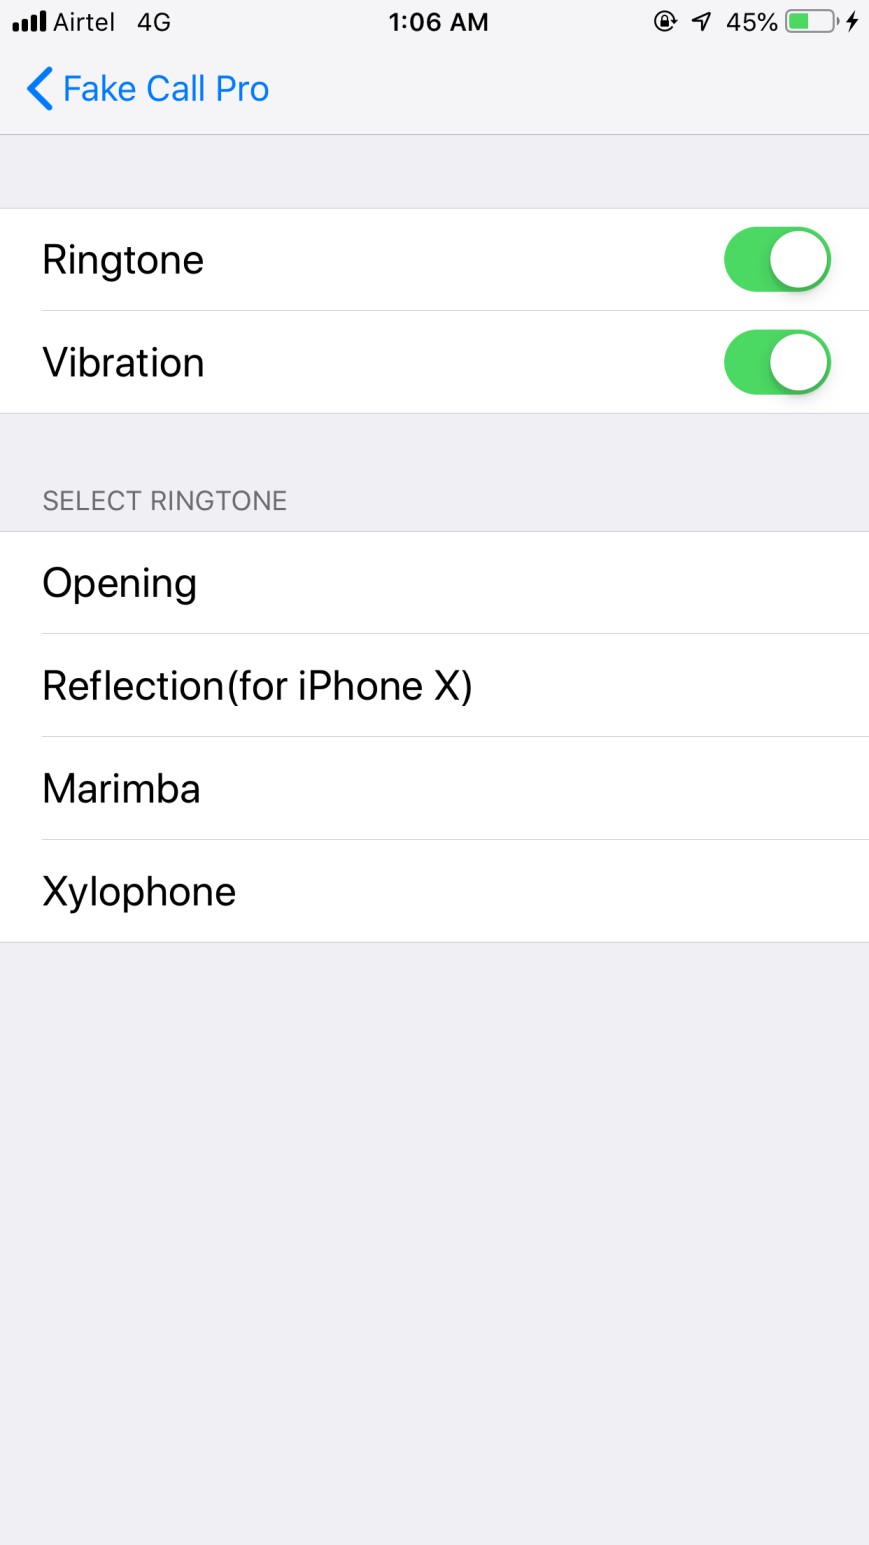 Airtel 4G 1:06 AM 45%
Fake Call Pro
Ringtone
Vibration
SELECT RINGTONE
Opening
Reflection(for iPhone X)
Marimba
Xylophone